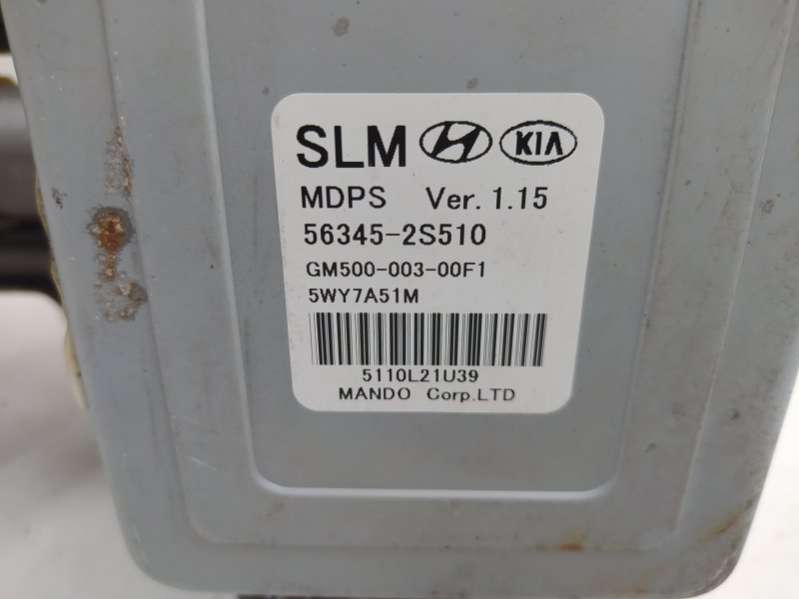 SLM H KIA
MDPS Ver. 1.15
56345-2S510
GM500-003-00F1
5WY7A51M
5110L21U39
MANDO Corp.LTD